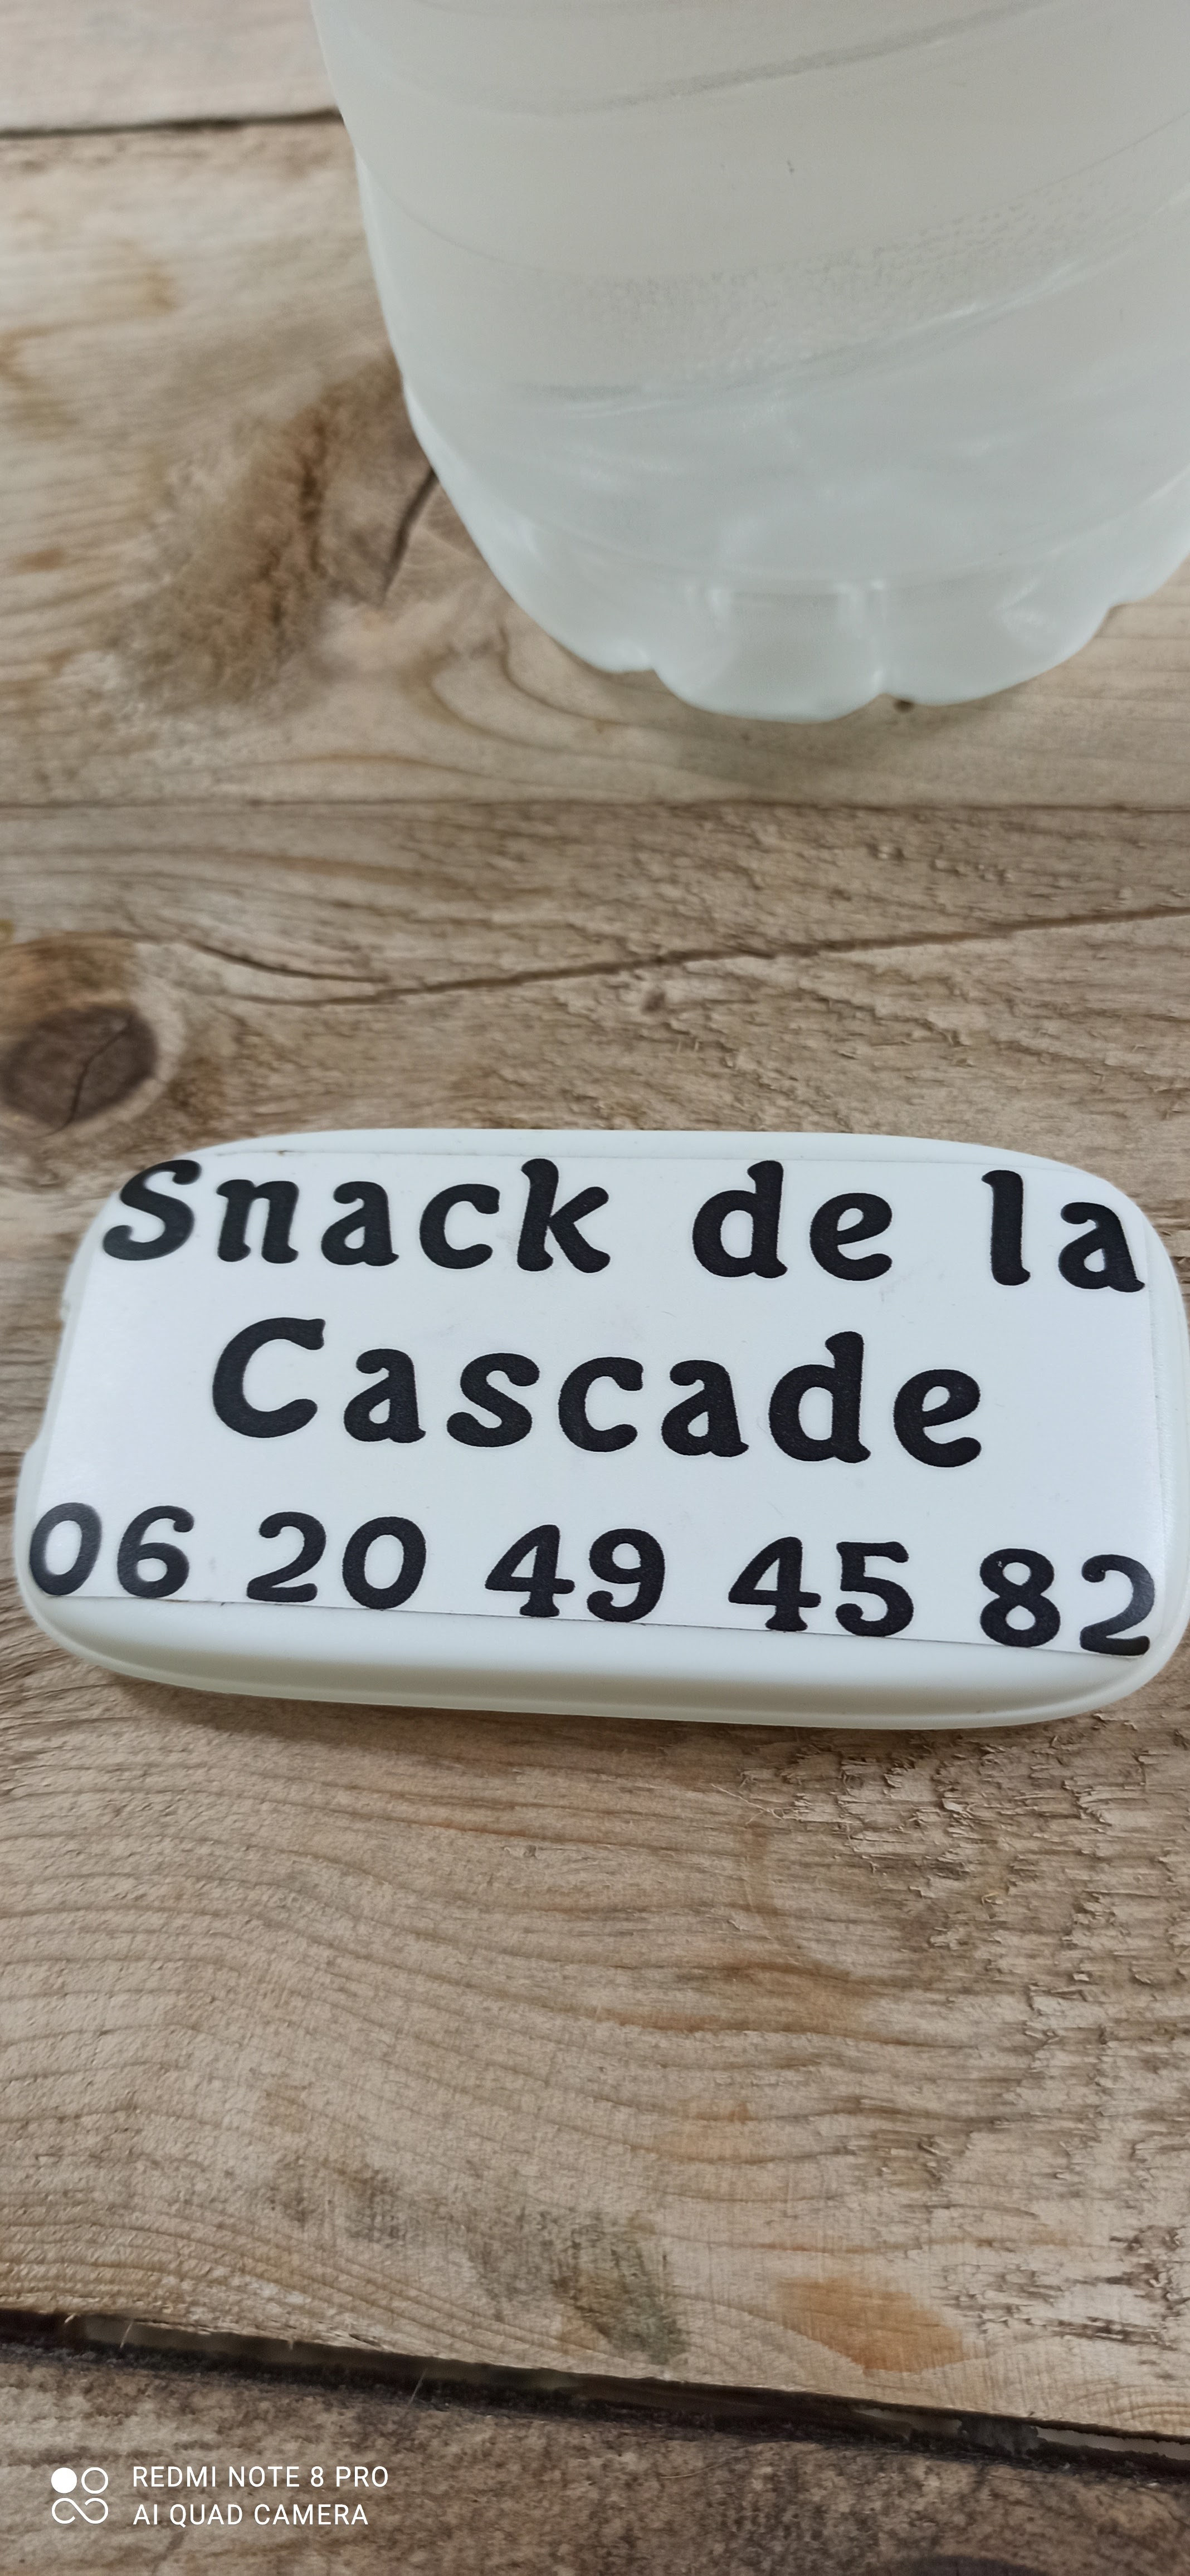 Snack de la
Cascade
06 20 49 45 82
REDMI NOTE 8 PRO
AI QUAD CAMERA